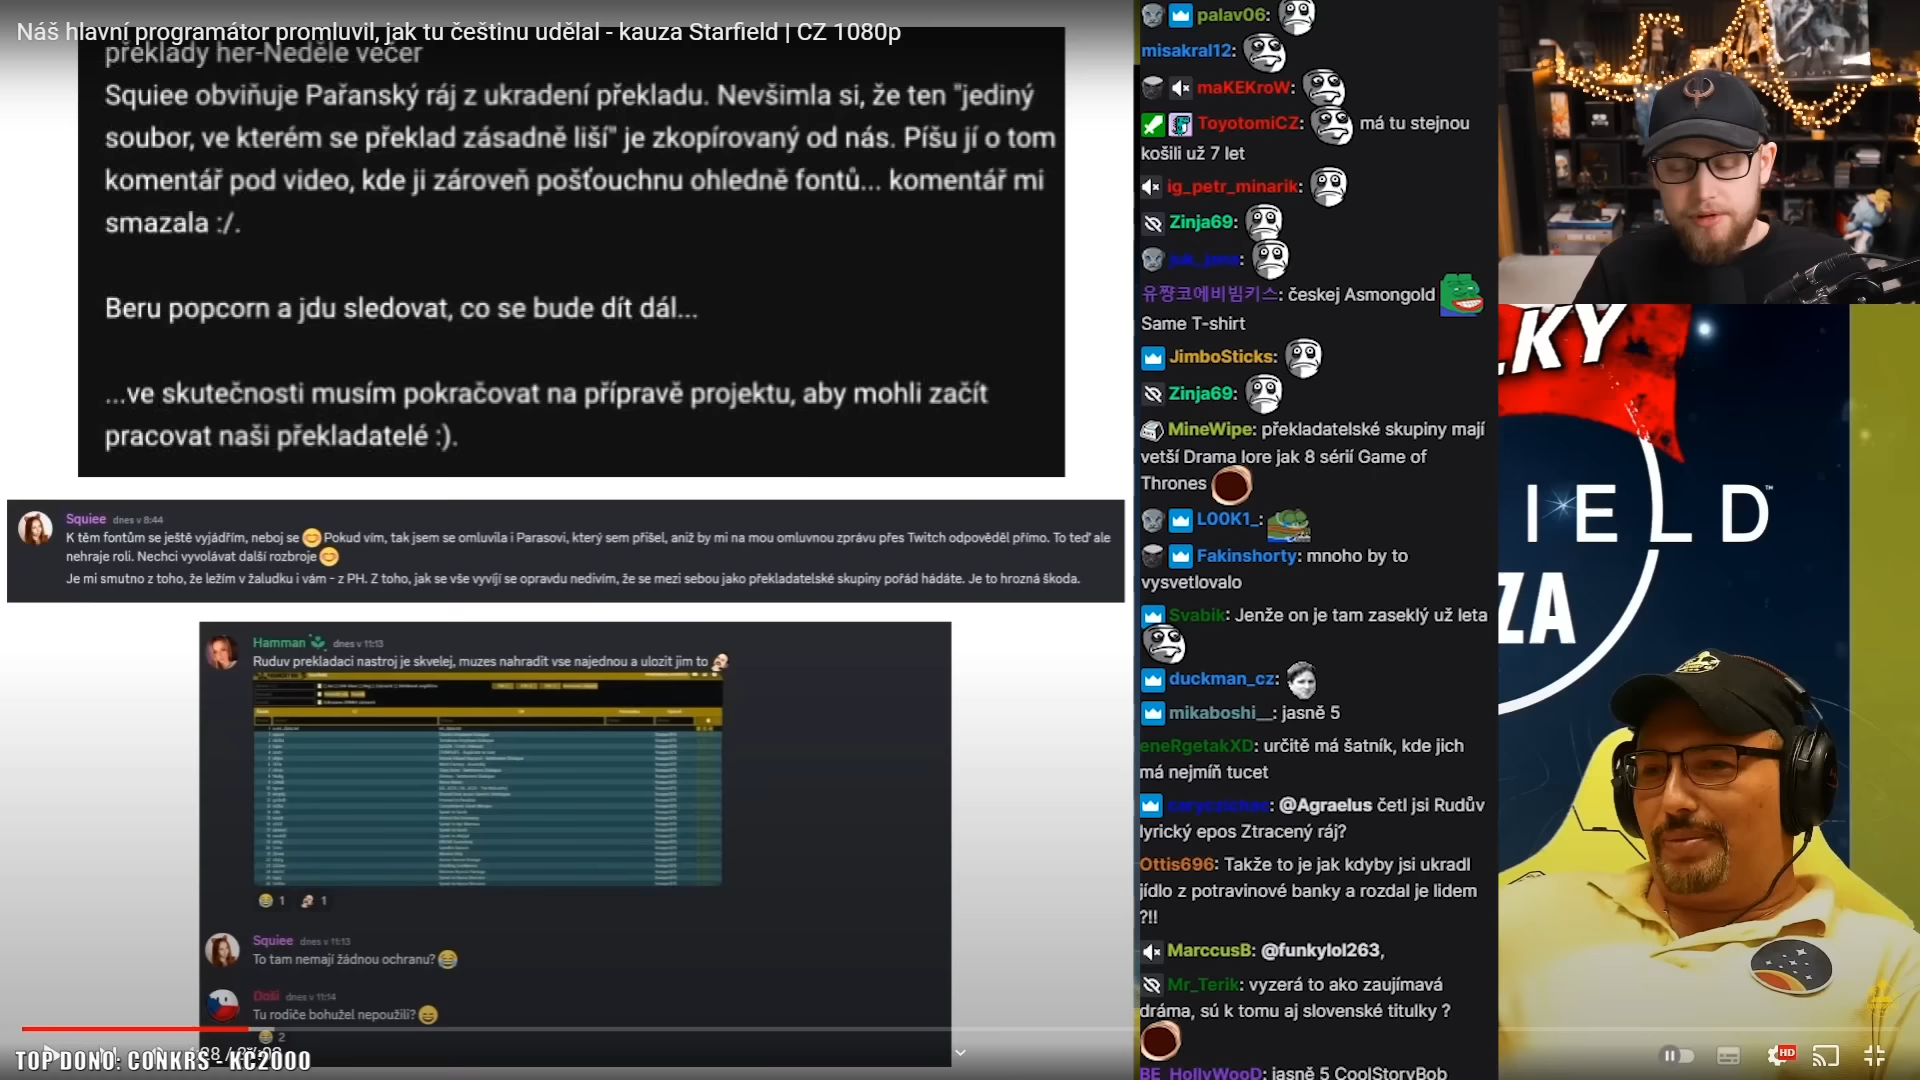 Náš hlavní programátor promluvil, jak tu češtinu udělal - kauza Starfield | CZ 1080p
překlady her-Neděle večer
Squiee obviňuje Pařanský ráj z ukradení překladu. Nevšimla si, že ten "jediný
soubor, ve kterém se překlad zásadně liší" je zkopírovaný od nás. Píšu jí o tom
komentář pod video, kde ji zároveň pošťouchnu ohledně fontů... komentář mi
smazala :/.
Beru popcorn a jdu sledovat, co se bude dít dál...
...ve skutečnosti musím pokračovat na přípravě projektu, aby mohli začít
pracovat naši překladatelé :).
Squiee dnes v 8:44
K těm fontům se ještě vyjádřím, neboj se Pokud vím, tak jsem se omluvila i Parasovi, který sem přišel, aniž by mi na mou omluvnou zprávu přes Twitch odpověděl přímo. To teď ale
nehraje roli. Nechci vyvolávat další rozbroje
Je mi smutno z toho, že ležím v žaludku i vám - z PH. Z toho, jak se vše vyvíjí se opravdu nedivím, že se mezi sebou jako překladatelské skupiny pořád hádáte. Je to hrozná škoda.
Hamman dnes v 11:13
Ruduv prekladaci nastroj je skvelej, muzes nahradit vse najednou a ulozit jim to
1 1
Squiee dnes v 11:13
To tam nemají žádnou ochranu?
Doši dnes v 11:14
Tu rodiče bohužel nepoužili?
2
TOP DONO: CONKRS - KC2000
palav06:
misakral12:
maKEKroW:
ToyotomiCZ: má tu stejnou
košili už 7 let
ig_petr_minarik:
Zinja69:
유쨩코에비빔키스: českej Asmongold
Same T-shirt
JimboSticks:
Zinja69:
MineWipe: překladatelské skupiny mají
vetší Drama lore jak 8 sérií Game of
Thrones
L00K1_:
Fakinshorty: mnoho by to
vysvetlovalo
Svabik: Jenže on je tam zaseklý už leta
duckman_cz:
mikaboshi__: jasně 5
eneRgetakXD: určitě má šatník, kde jich
má nejmíň tucet
: @Agraelus četl jsi Rudův
lyrický epos Ztracený ráj?
Ottis696: Takže to je jak kdyby jsi ukradl
jídlo z potravinové banky a rozdal je lidem
?!!
MarccusB: @funkylol263,
Mr_Terik: vyzerá to ako zaujímavá
dráma, sú k tomu aj slovenské titulky ?
BE_HollyWooD: jasně 5 CoolStoryBob
LKY
IELD™
ZA
HD